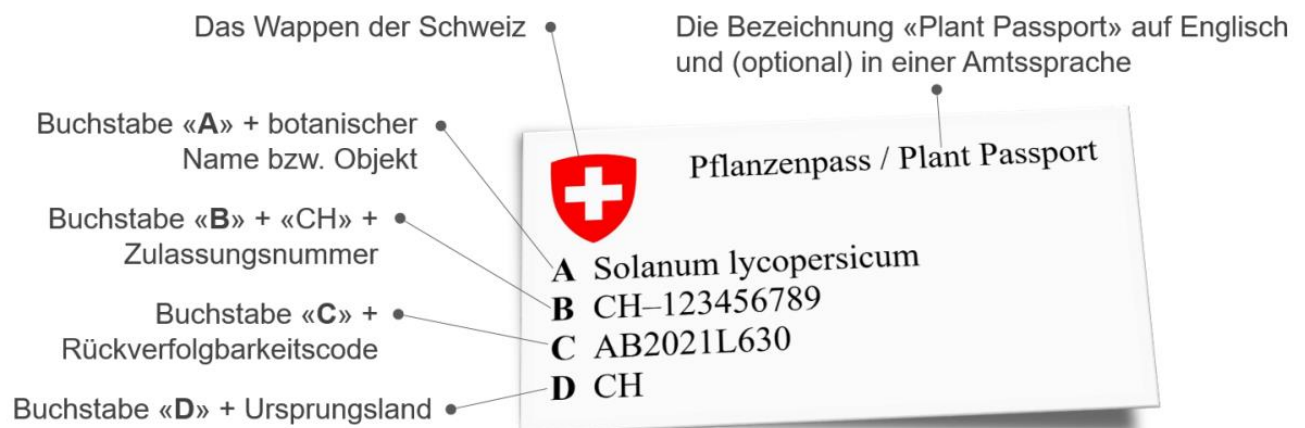 Das Wappen der Schweiz
Die Bezeichnung «Plant Passport» auf Englisch
und (optional) in einer Amtssprache
Buchstabe «A» + botanischer
Name bzw. Objekt
Buchstabe «B» + «CH» +
Zulassungsnummer
Buchstabe «C» +
Rückverfolgbarkeitscode
Buchstabe «D» + Ursprungsland
Pflanzenpass / Plant Passport
A Solanum lycopersicum
B CH–123456789
C AB2021L630
D CH